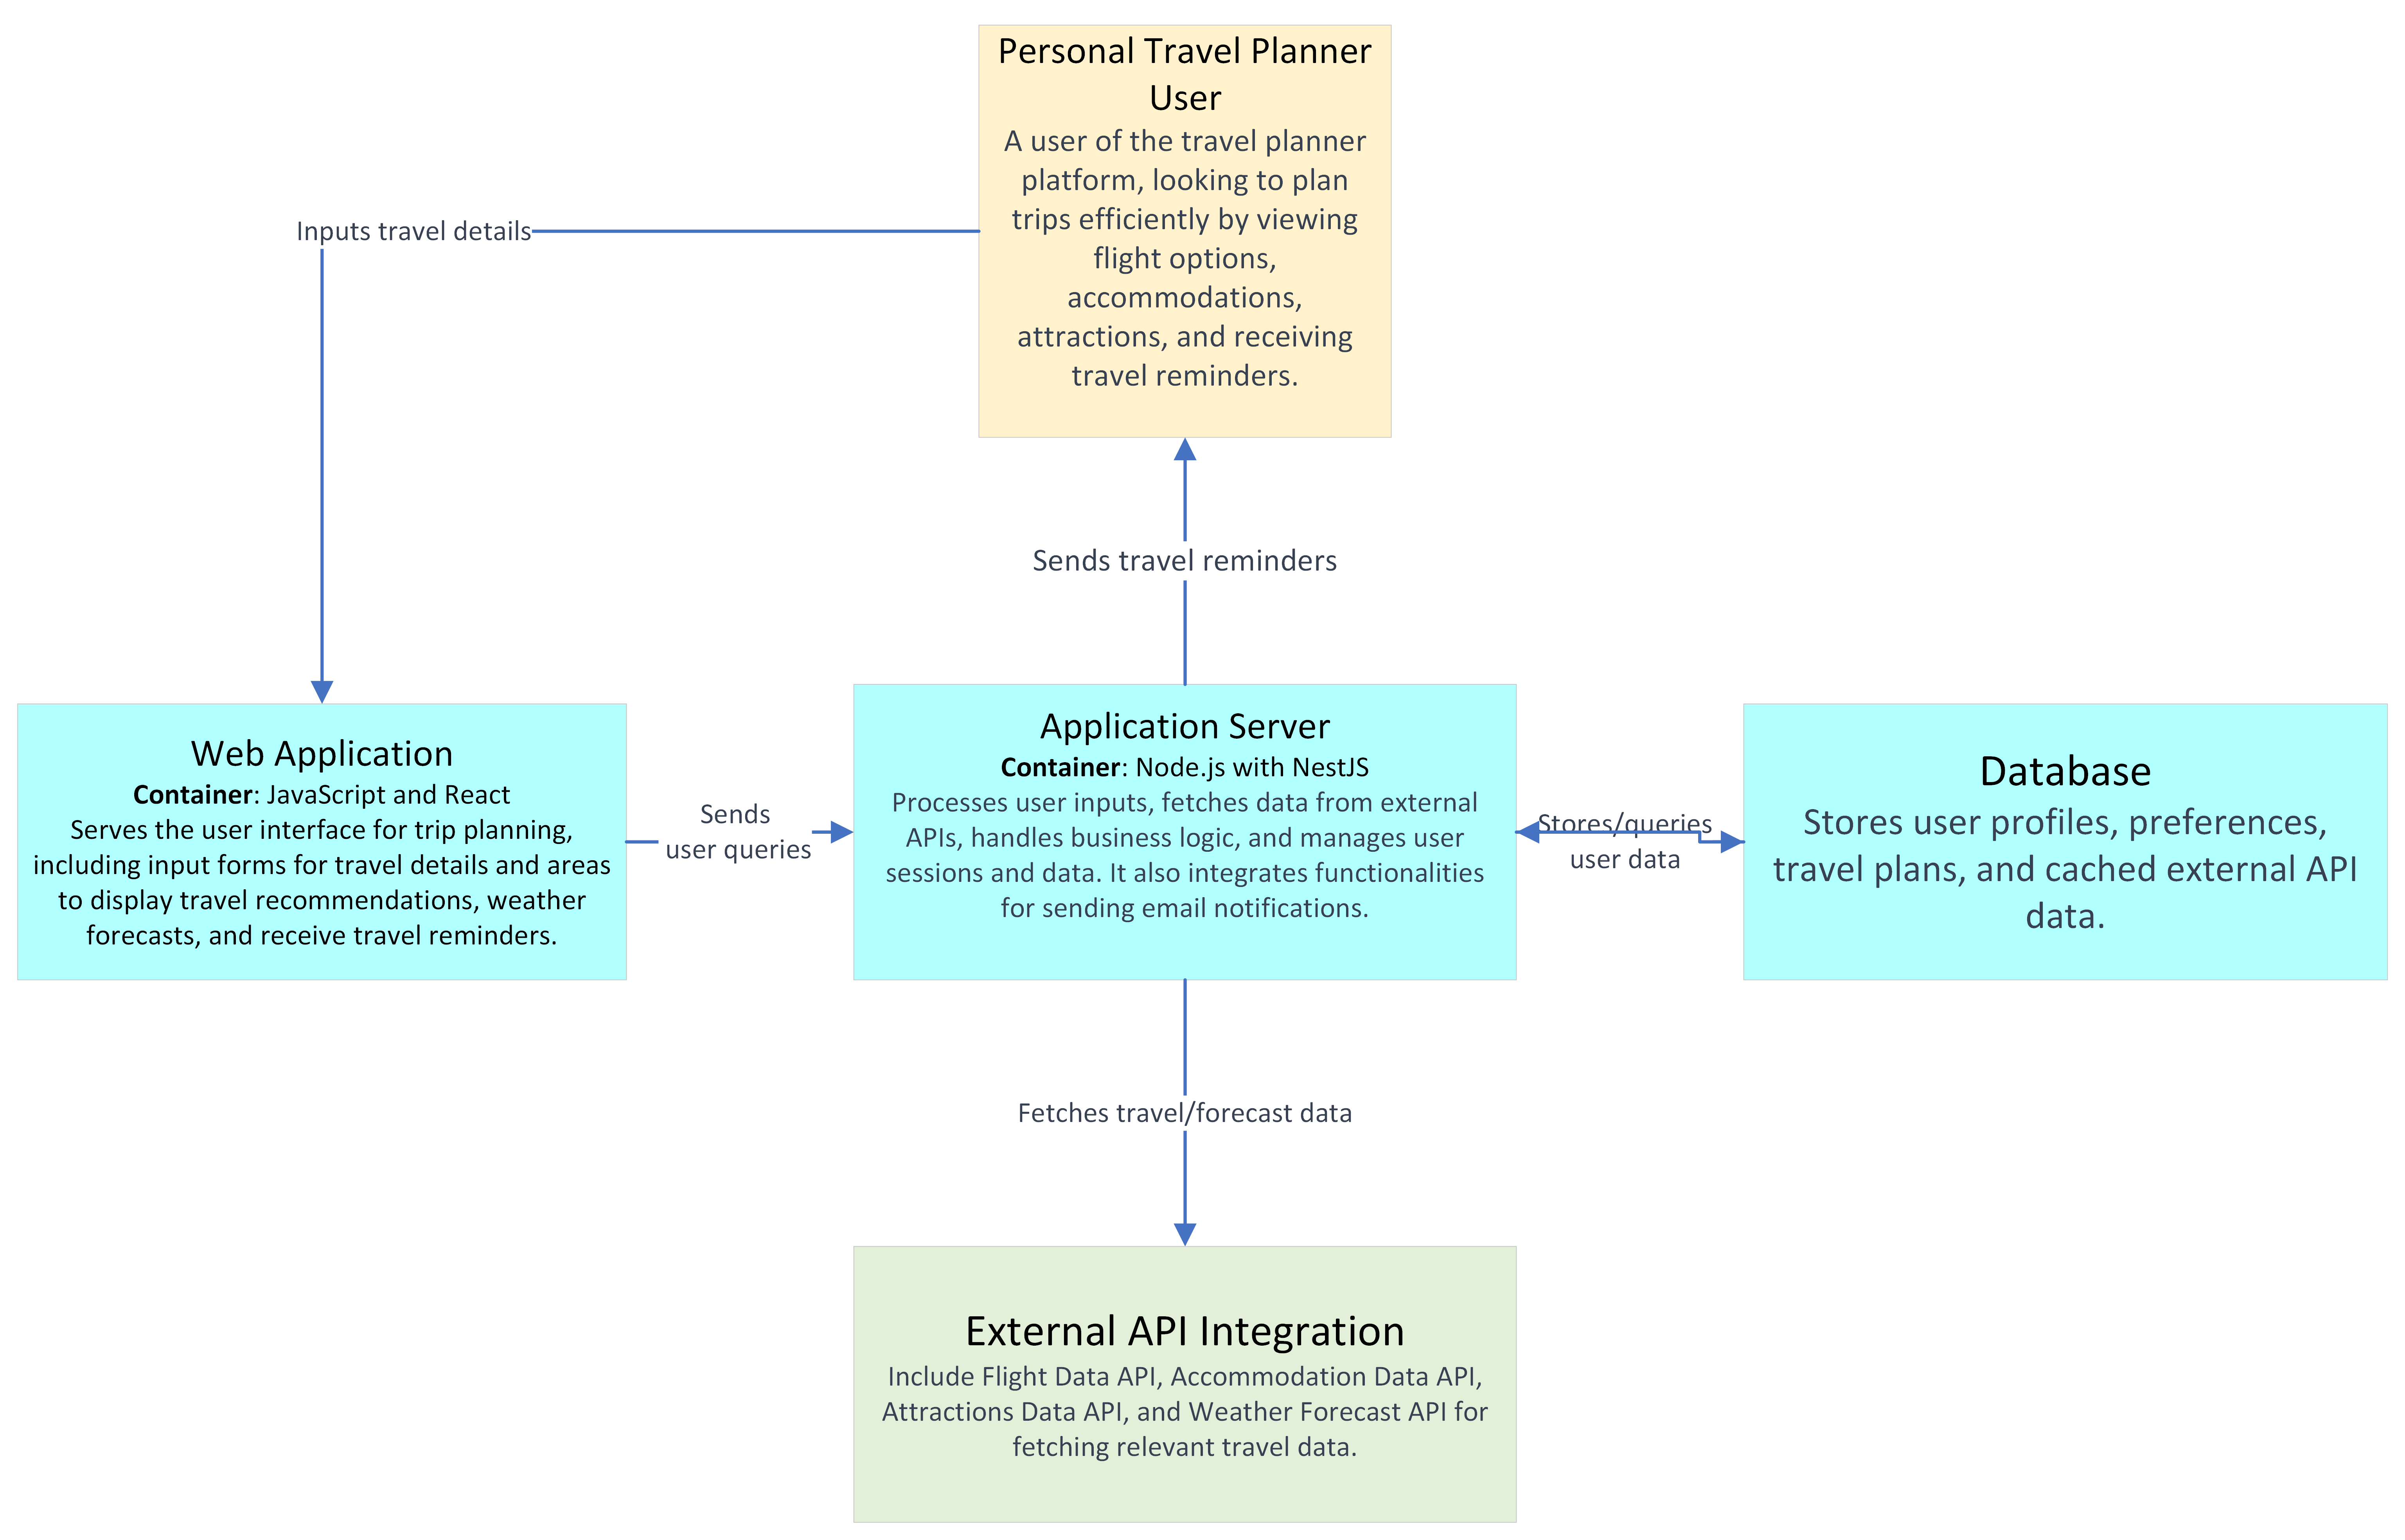 Personal Travel Planner
User
A user of the travel planner
platform, looking to plan
trips efficiently by viewing
flight options,
accommodations,
attractions, and receiving
travel reminders.
Inputs travel details
Sends travel reminders
Web Application
Container: JavaScript and React
Serves the user interface for trip planning,
including input forms for travel details and areas
to display travel recommendations, weather
forecasts, and receive travel reminders.
Sends
user queries
Application Server
Container: Node.js with NestJS
Processes user inputs, fetches data from external
APIs, handles business logic, and manages user
sessions and data. It also integrates functionalities
for sending email notifications.
Stores/queries
user data
Database
Stores user profiles, preferences,
travel plans, and cached external API
data.
Fetches travel/forecast data
External API Integration
Include Flight Data API, Accommodation Data API,
Attractions Data API, and Weather Forecast API for
fetching relevant travel data.